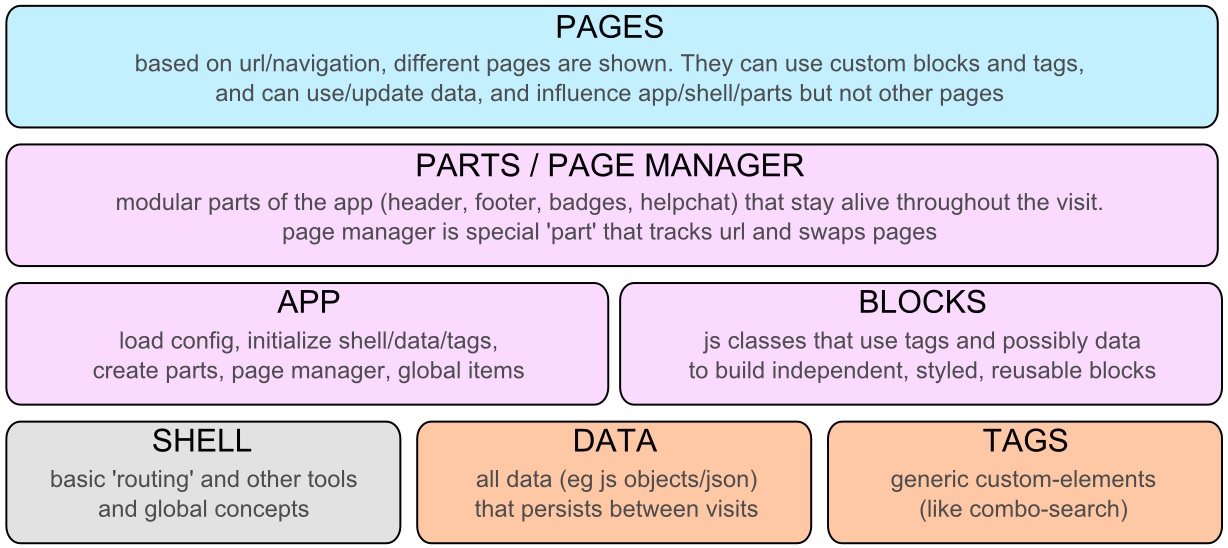 PAGES
based on url/navigation, different pages are shown. They can use custom blocks and tags,
and can use/update data, and influence app/shell/parts but not other pages
PARTS / PAGE MANAGER
modular parts of the app (header, footer, badges, helpchat) that stay alive throughout the visit.
page manager is special 'part' that tracks url and swaps pages
APP
load config, initialize shell/data/tags,
create parts, page manager, global items
BLOCKS
js classes that use tags and possibly data
to build independent, styled, reusable blocks
SHELL
basic 'routing' and other tools
and global concepts
DATA
all data (eg js objects/json)
that persists between visits
TAGS
generic custom-elements
(like combo-search)